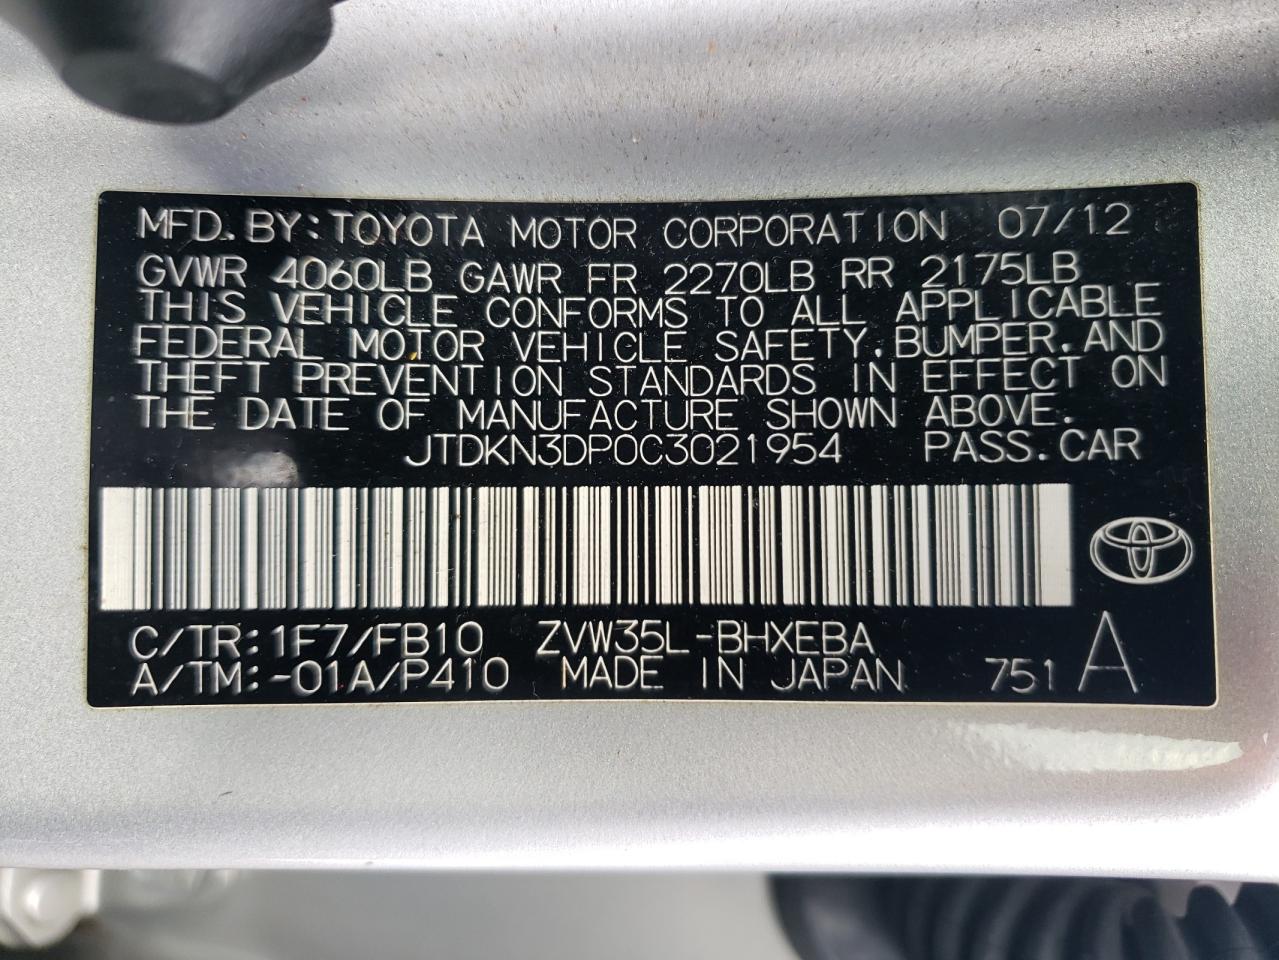 MFD. BY: TOYOTA MOTOR CORPORATION 07/12
GVWR 4060LB GAWR FR 2270LB RR 2175LB
THIS VEHICLE CONFORMS TO ALL APPLICABLE
FEDERAL MOTOR VEHICLE SAFETY, BUMPER, AND
THEFT PREVENTION STANDARDS IN EFFECT ON
THE DATE OF MANUFACTURE SHOWN ABOVE.
JTDKN3DP0C3021954 PASS. CAR
C/TR: 1F7/FB10 ZVW35L-BHXEBA
A/TM: -01A/P410 MADE IN JAPAN 751 A